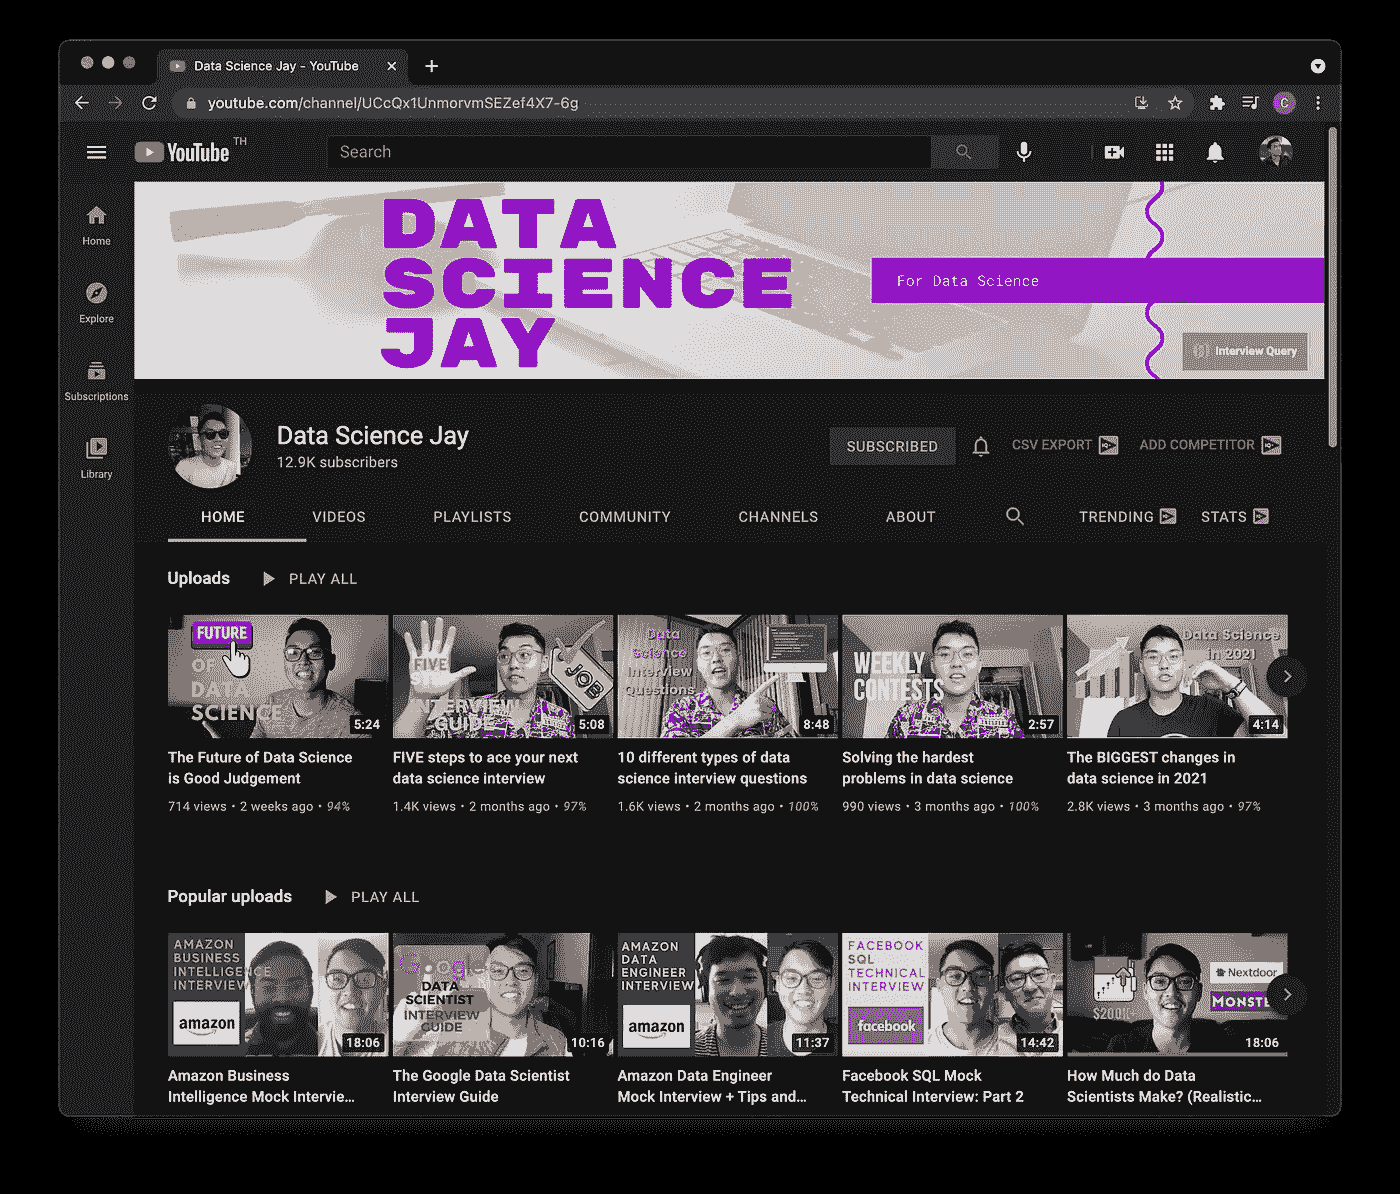 Data Science Jay - YouTube
youtube.com/channel/UCcQx1UnmorvmSEZef4X7-6g
C
YouTube TH
Search
Home
Explore
Subscriptions
Library
DATA
SCIENCE
JAY
For Data Science
Interview Query
Data Science Jay
12.9K subscribers
SUBSCRIBED
CSV EXPORT
ADD COMPETITOR
HOME VIDEOS PLAYLISTS COMMUNITY CHANNELS ABOUT TRENDING STATS
Uploads PLAY ALL
FUTURE
OF
DATA
SCIENCE
5:24
The Future of Data Science
is Good Judgement
714 views • 2 weeks ago • 94%
FIVE
INTERVIEW
GUIDE
JOB
5:08
FIVE steps to ace your next
data science interview
1.4K views • 2 months ago • 97%
Data
Science
Interview
Questions
8:48
10 different types of data
science interview questions
1.6K views • 2 months ago • 100%
WEEKLY
CONTESTS
2:57
Solving the hardest
problems in data science
990 views • 3 months ago • 100%
Data Science
in 2021
4:14
The BIGGEST changes in
data science in 2021
2.8K views • 3 months ago • 97%
Popular uploads PLAY ALL
AMAZON
BUSINESS
INTELLIGENCE
INTERVIEW
amazon
18:06
Amazon Business
Intelligence Mock Intervie...
DATA
SCIENTIST
INTERVIEW
GUIDE
10:16
The Google Data Scientist
Interview Guide
AMAZON
DATA
ENGINEER
INTERVIEW
amazon
11:37
Amazon Data Engineer
Mock Interview + Tips and...
FACEBOOK
SQL
TECHNICAL
INTERVIEW
facebook
14:42
Facebook SQL Mock
Technical Interview: Part 2
$200K+
Nextdoor
MONSTE
18:06
How Much do Data
Scientists Make? (Realistic...